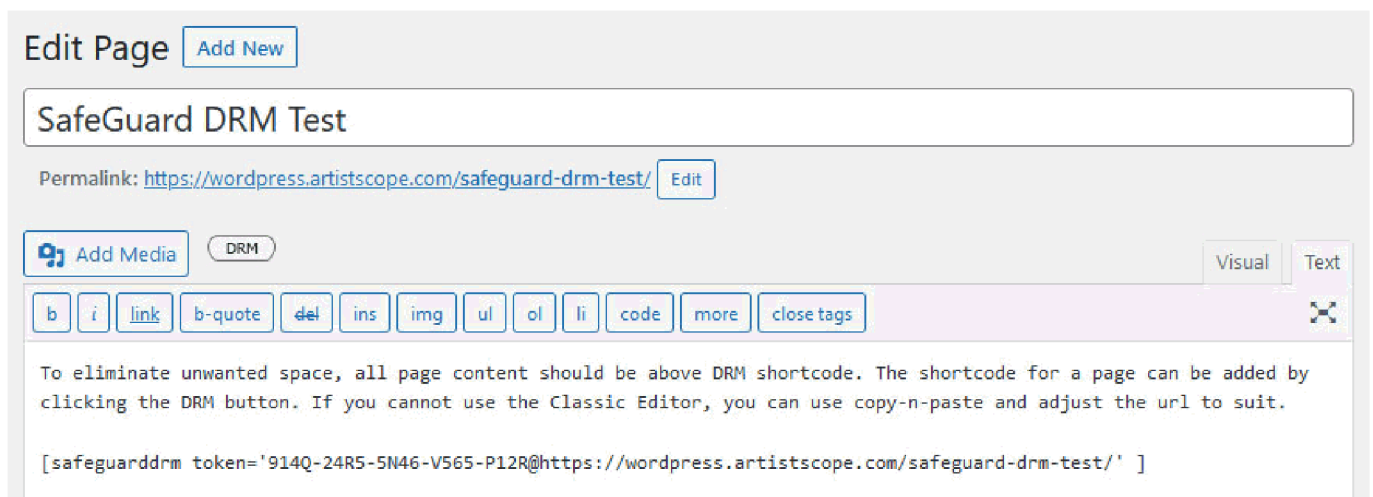 Edit Page Add New
SafeGuard DRM Test
Permalink: https://wordpress.artistscope.com/safeguard-drm-test/ Edit
Add Media DRM
Visual Text
b i link b-quote del ins img ul ol li code more close tags
To eliminate unwanted space, all page content should be above DRM shortcode. The shortcode for a page can be added by
clicking the DRM button. If you cannot use the Classic Editor, you can use copy-n-paste and adjust the url to suit.
[safeguarddrm token='914Q-24R5-5N46-V565-P12R@https://wordpress.artistscope.com/safeguard-drm-test/' ]